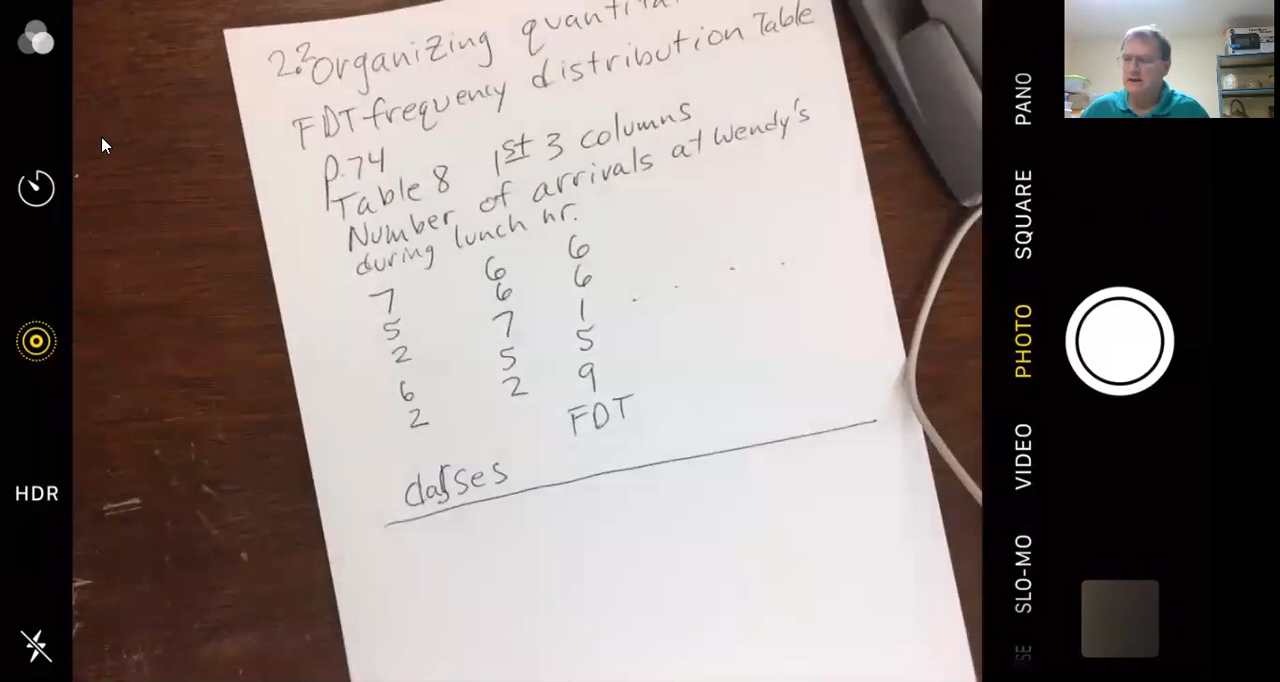 2.2 Organizing
FDT-frequency distribution Table
p.74
Table 8 1st 3 columns
Number of arrivals at Wendy's
during lunch hr.
7 6 6
5 6 6
2 7 1
6 5 5
2 2 9
FDT
classes
HDR
PANO
SQUARE
PHOTO
VIDEO
SLO-MO